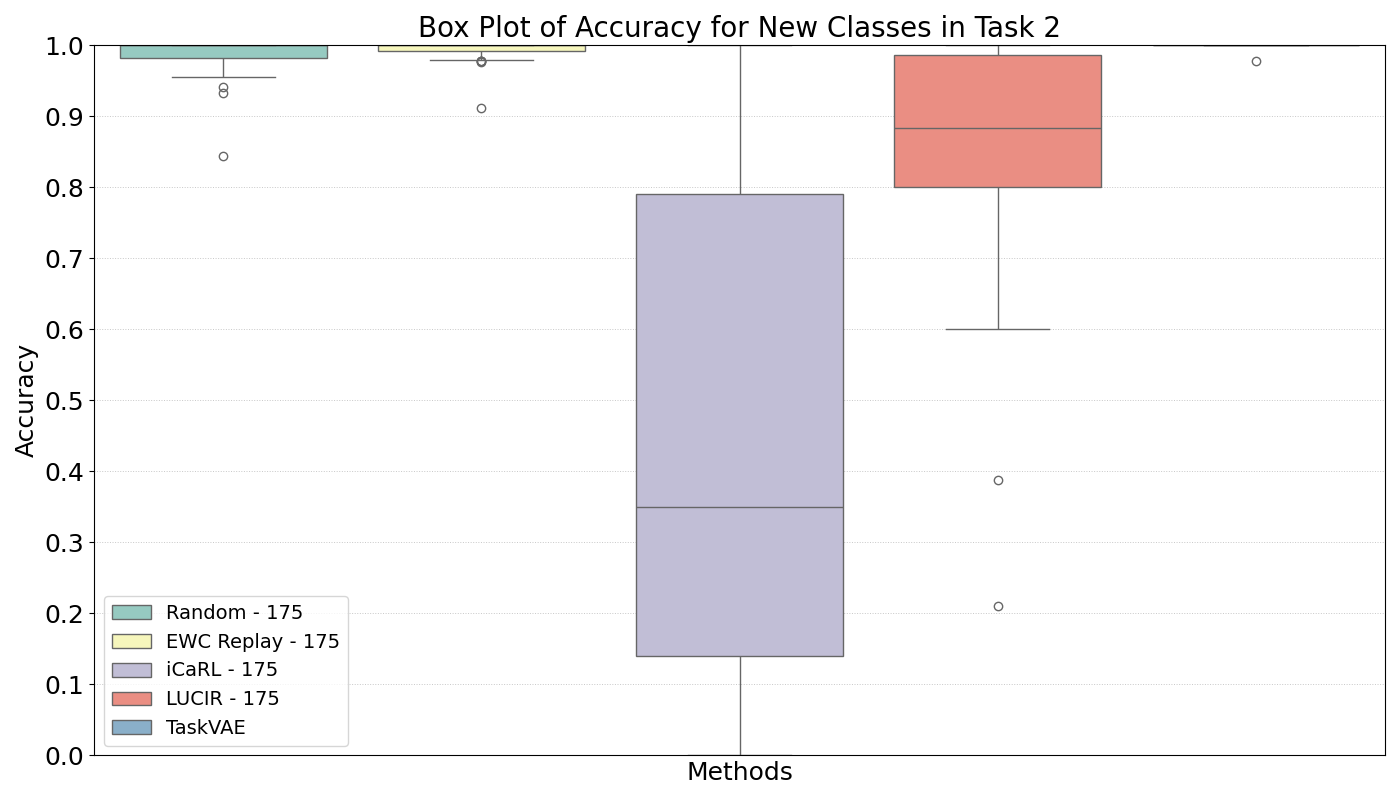 Box Plot of Accuracy for New Classes in Task 2
1.0
0.9
0.8
0.7
0.6
0.5
0.4
0.3
0.2
0.1
0.0
Accuracy
Random - 175
EWC Replay - 175
iCaRL - 175
LUCIR - 175
TaskVAE
Methods